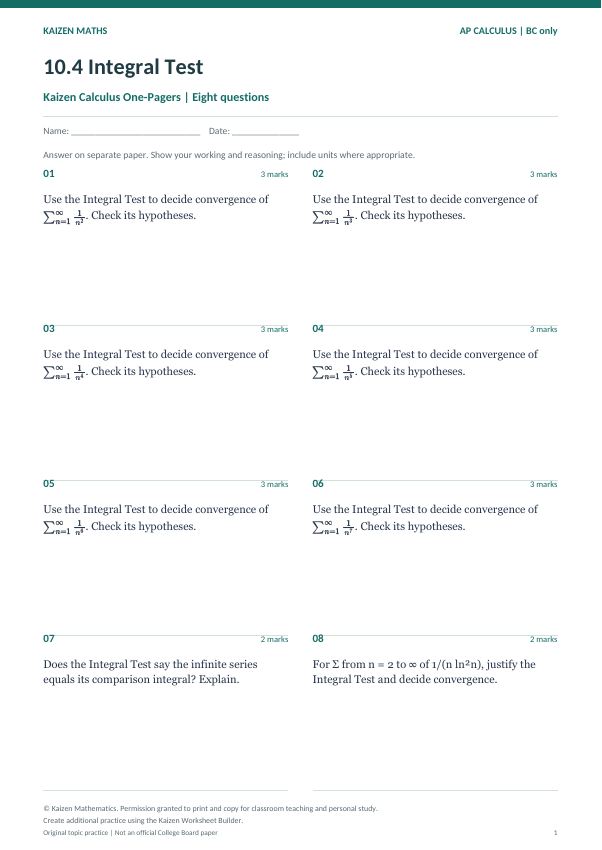 KAIZEN MATHS
AP CALCULUS | BC only
10.4 Integral Test
Kaizen Calculus One-Pagers | Eight questions
Name: ____________________________ Date: ______________
Answer on separate paper. Show your working and reasoning; include units where appropriate.
01 3 marks
Use the Integral Test to decide convergence of
∑_{n=1}^{∞} 1/n². Check its hypotheses.
02 3 marks
Use the Integral Test to decide convergence of
∑_{n=1}^{∞} 1/n³. Check its hypotheses.
03 3 marks
Use the Integral Test to decide convergence of
∑_{n=1}^{∞} 1/n⁴. Check its hypotheses.
04 3 marks
Use the Integral Test to decide convergence of
∑_{n=1}^{∞} 1/n⁵. Check its hypotheses.
05 3 marks
Use the Integral Test to decide convergence of
∑_{n=1}^{∞} 1/n⁶. Check its hypotheses.
06 3 marks
Use the Integral Test to decide convergence of
∑_{n=1}^{∞} 1/n⁷. Check its hypotheses.
07 2 marks
Does the Integral Test say the infinite series
equals its comparison integral? Explain.
08 2 marks
For Σ from n = 2 to ∞ of 1/(n ln²n), justify the
Integral Test and decide convergence.
© Kaizen Mathematics. Permission granted to print and copy for classroom teaching and personal study.
Create additional practice using the Kaizen Worksheet Builder.
Original topic practice | Not an official College Board paper
1